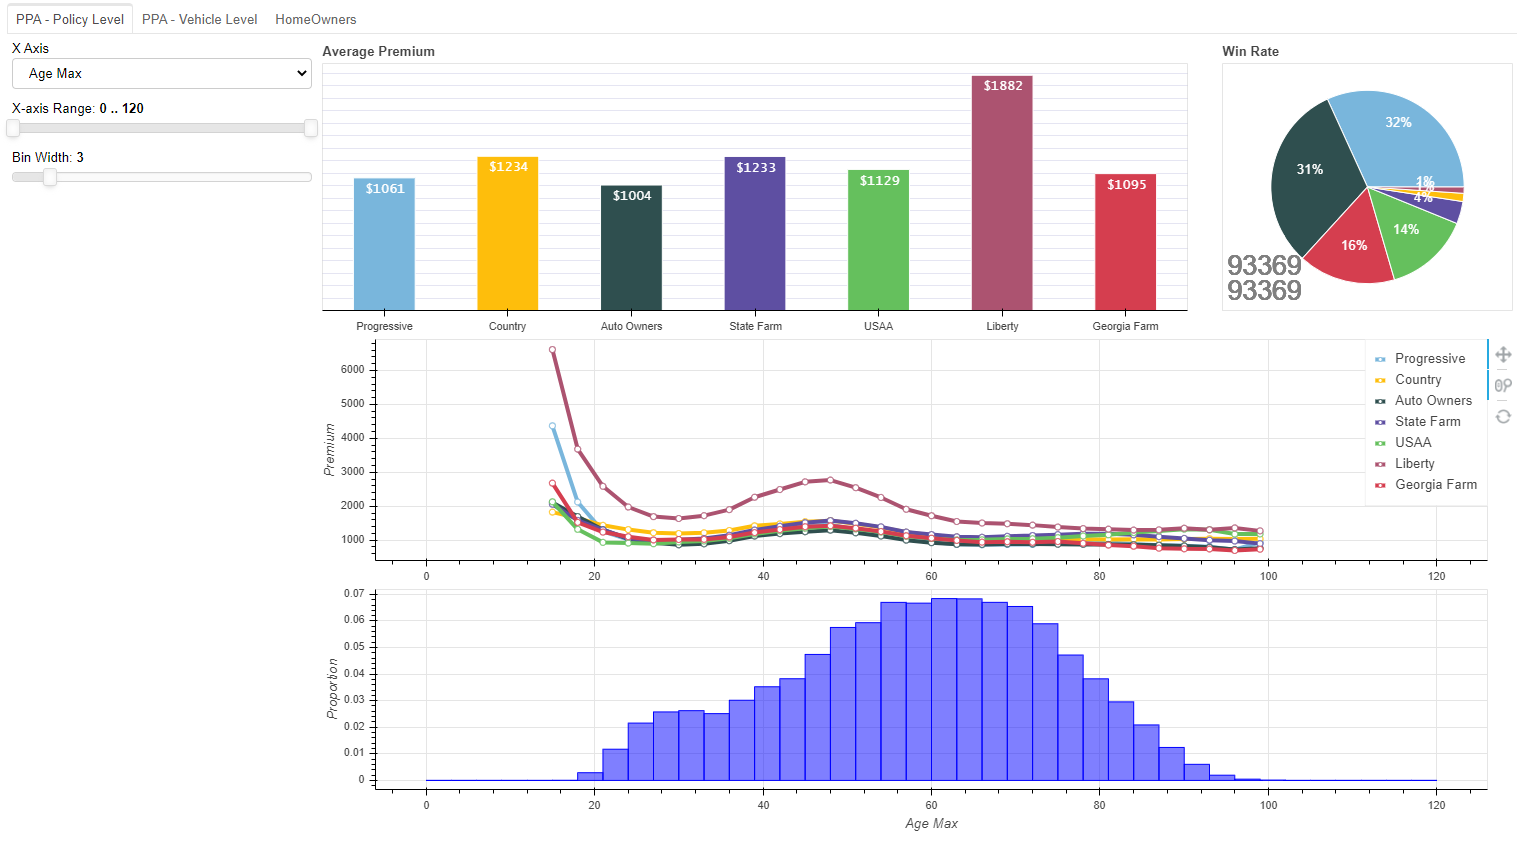 PPA - Policy Level PPA - Vehicle Level HomeOwners
X Axis
Age Max
X-axis Range: 0 .. 120
Bin Width: 3
Average Premium
$1061 $1234 $1004 $1233 $1129 $1882 $1095
Progressive Country Auto Owners State Farm USAA Liberty Georgia Farm
Win Rate
32%
31%
1%
4%
14%
16%
93369
93369
Premium
6000
5000
4000
3000
2000
1000
0 20 40 60 80 100 120
Progressive
Country
Auto Owners
State Farm
USAA
Liberty
Georgia Farm
Proportion
0.07
0.06
0.05
0.04
0.03
0.02
0.01
0
0 20 40 60 80 100 120
Age Max